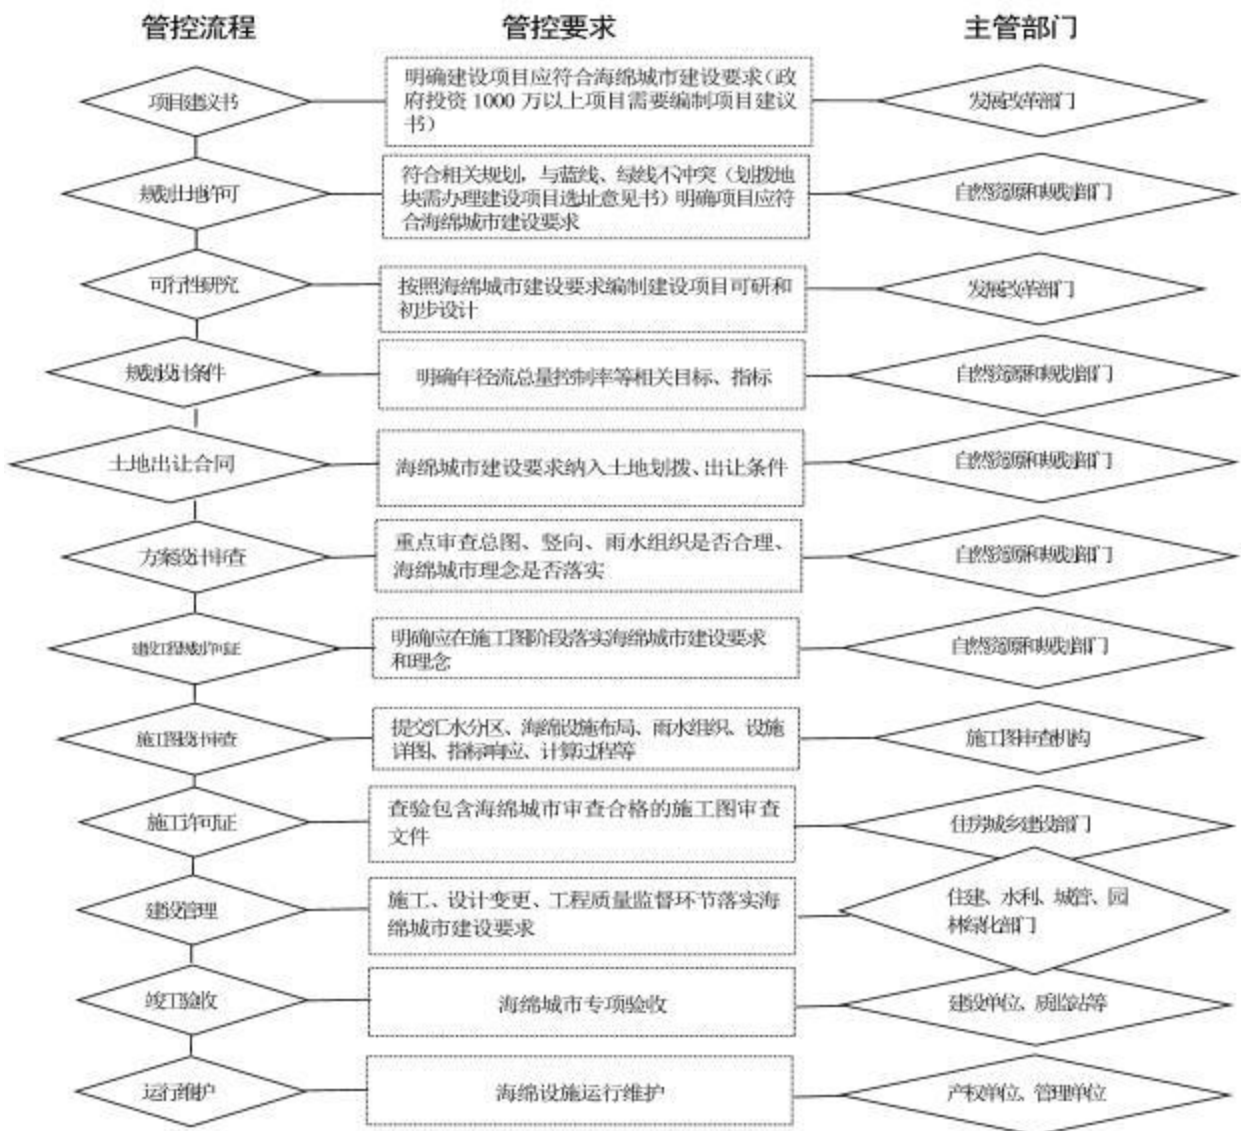 管控流程
管控要求
主管部门
项目建议书
明确建设项目应符合海绵城市建设要求（政
府投资 1000 万以上项目需要编制项目建议
书）
发展改革部门
规划土地许可
符合相关规划，与蓝线、绿线不冲突（划拨地
块需办理建设项目选址意见书）明确项目应符
合海绵城市建设要求
自然资源和规划部门
可行性研究
按照海绵城市建设要求编制建设项目可研和
初步设计
发展改革部门
规划设计条件
明确年径流总量控制率等相关目标、指标
自然资源和规划部门
土地出让合同
海绵城市建设要求纳入土地划拨、出让条件
自然资源和规划部门
方案设计审查
重点审查总图、竖向、雨水组织是否合理、
海绵城市理念是否落实
自然资源和规划部门
建设工程规划许可证
明确应在施工图阶段落实海绵城市建设要求
和理念
自然资源和规划部门
施工图设计审查
提交汇水分区、海绵设施布局、雨水组织、设施
详图、指标响应、计算过程等
施工图审查机构
施工许可证
查验包含海绵城市审查合格的施工图审查
文件
住房城乡建设部门
建设管理
施工、设计变更、工程质量监督环节落实海
绵城市建设要求
住建、水利、城管、园
林绿化部门
竣工验收
海绵城市专项验收
建设单位、质监站等
运行维护
海绵设施运行维护
产权单位、管理单位